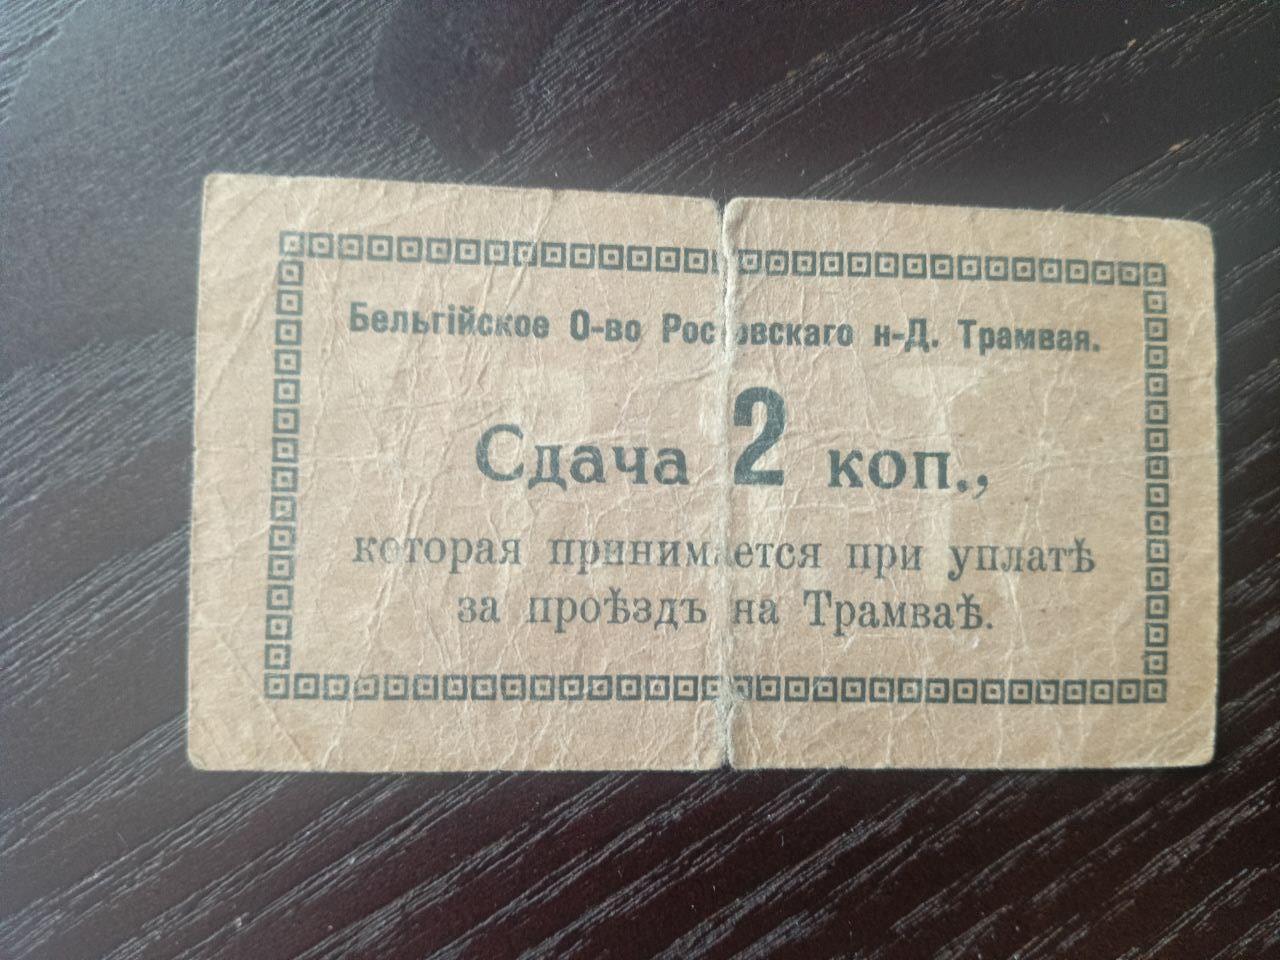 Бельгійское О-во Ростовскаго н-Д. Трамвая.
Сдача 2 коп.,
которая принимается при уплатѣ
за проѣздъ на Трамваѣ.